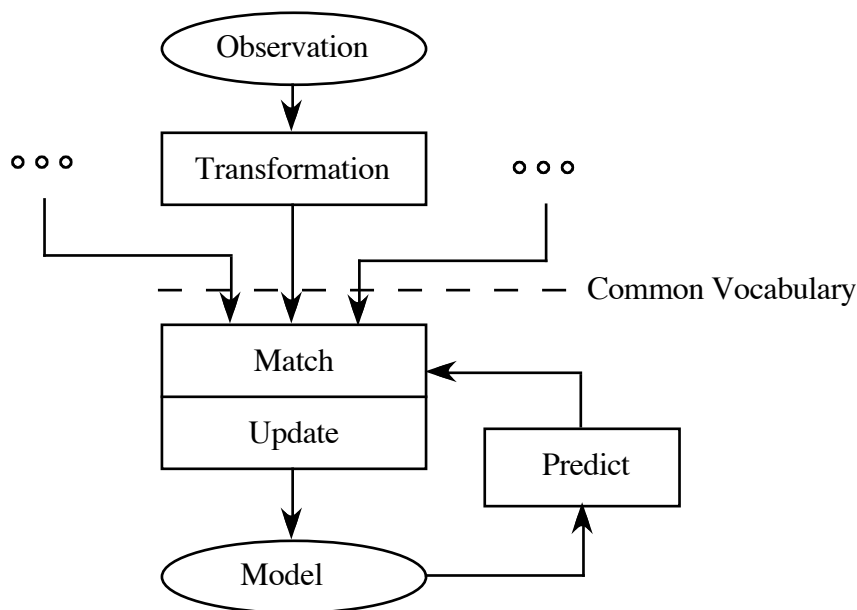 Observation
Transformation
Common Vocabulary
Match
Update
Predict
Model